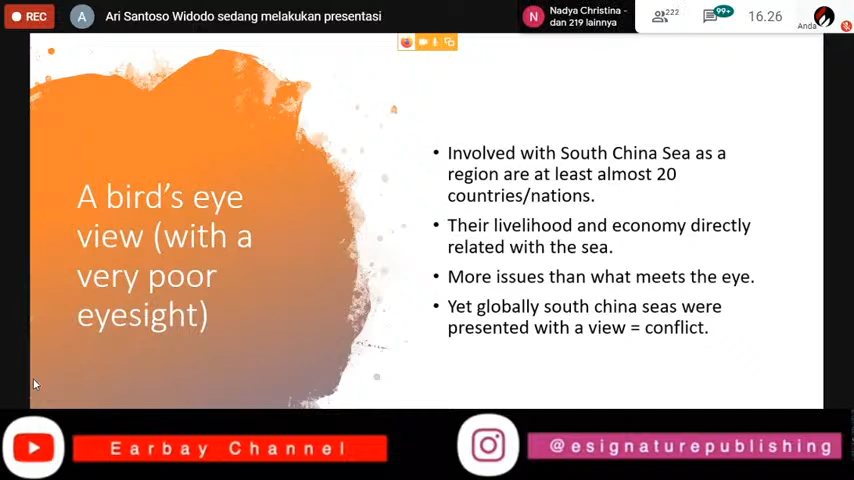 REC
A
Ari Santoso Widodo sedang melakukan presentasi
N
Nadya Christina -
dan 219 lainnya
222
99+
16.26
Anda
A bird's eye
view (with a
very poor
eyesight)
• Involved with South China Sea as a
region are at least almost 20
countries/nations.
• Their livelihood and economy directly
related with the sea.
• More issues than what meets the eye.
• Yet globally south china seas were
presented with a view = conflict.
Earbay Channel
@esignaturepublishing